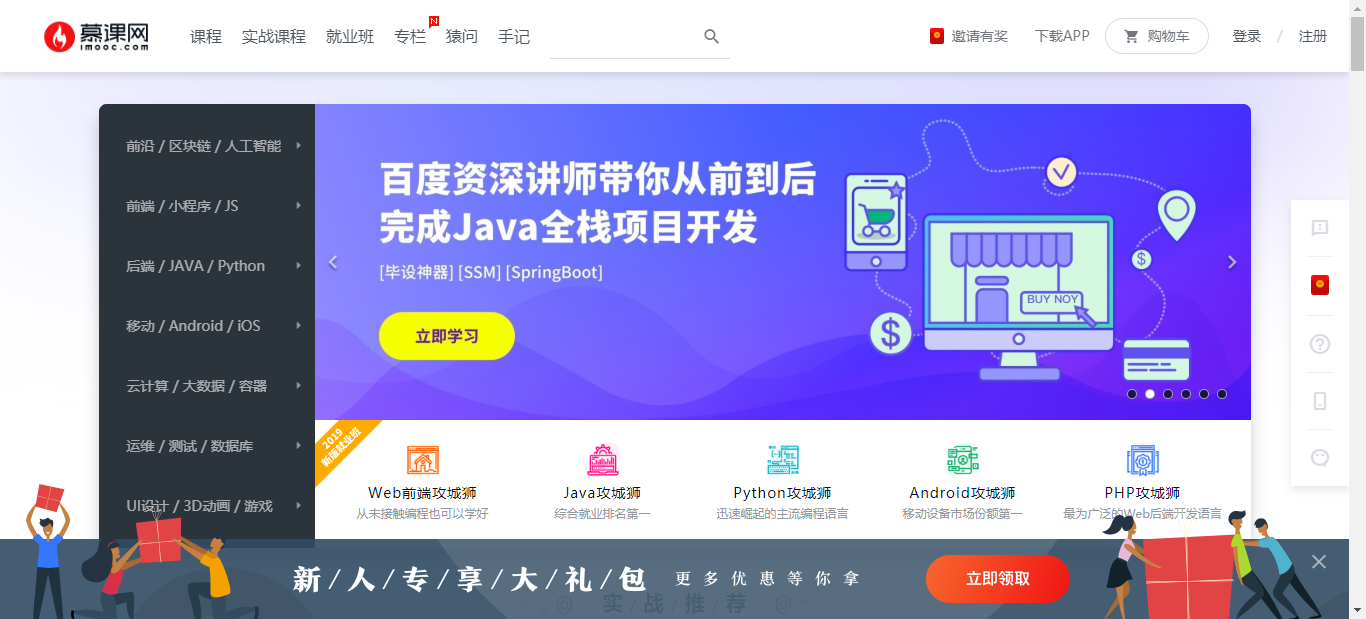 慕课网
imooc.com
课程 实战课程 就业班 专栏 N 猿问 手记
邀请有奖 下载APP 购物车 登录 / 注册
前沿 / 区块链 / 人工智能
前端 / 小程序 / JS
后端 / JAVA / Python
移动 / Android / iOS
云计算 / 大数据 / 容器
运维 / 测试 / 数据库
UI设计 / 3D动画 / 游戏
百度资深讲师带你从前到后
完成Java全栈项目开发
[毕设神器] [SSM] [SpringBoot]
立即学习
BUY NOY
$
$
2019
新版就业班
Web前端攻城狮
从未接触编程也可以学好
Java攻城狮
综合就业排名第一
Python攻城狮
迅速崛起的主流编程语言
Android攻城狮
移动设备市场份额第一
PHP攻城狮
最为广泛的Web后端开发语言
新 / 人 / 专 / 享 / 大 / 礼 / 包 更多优惠等你拿
立即领取
实 / 战 / 推 / 荐